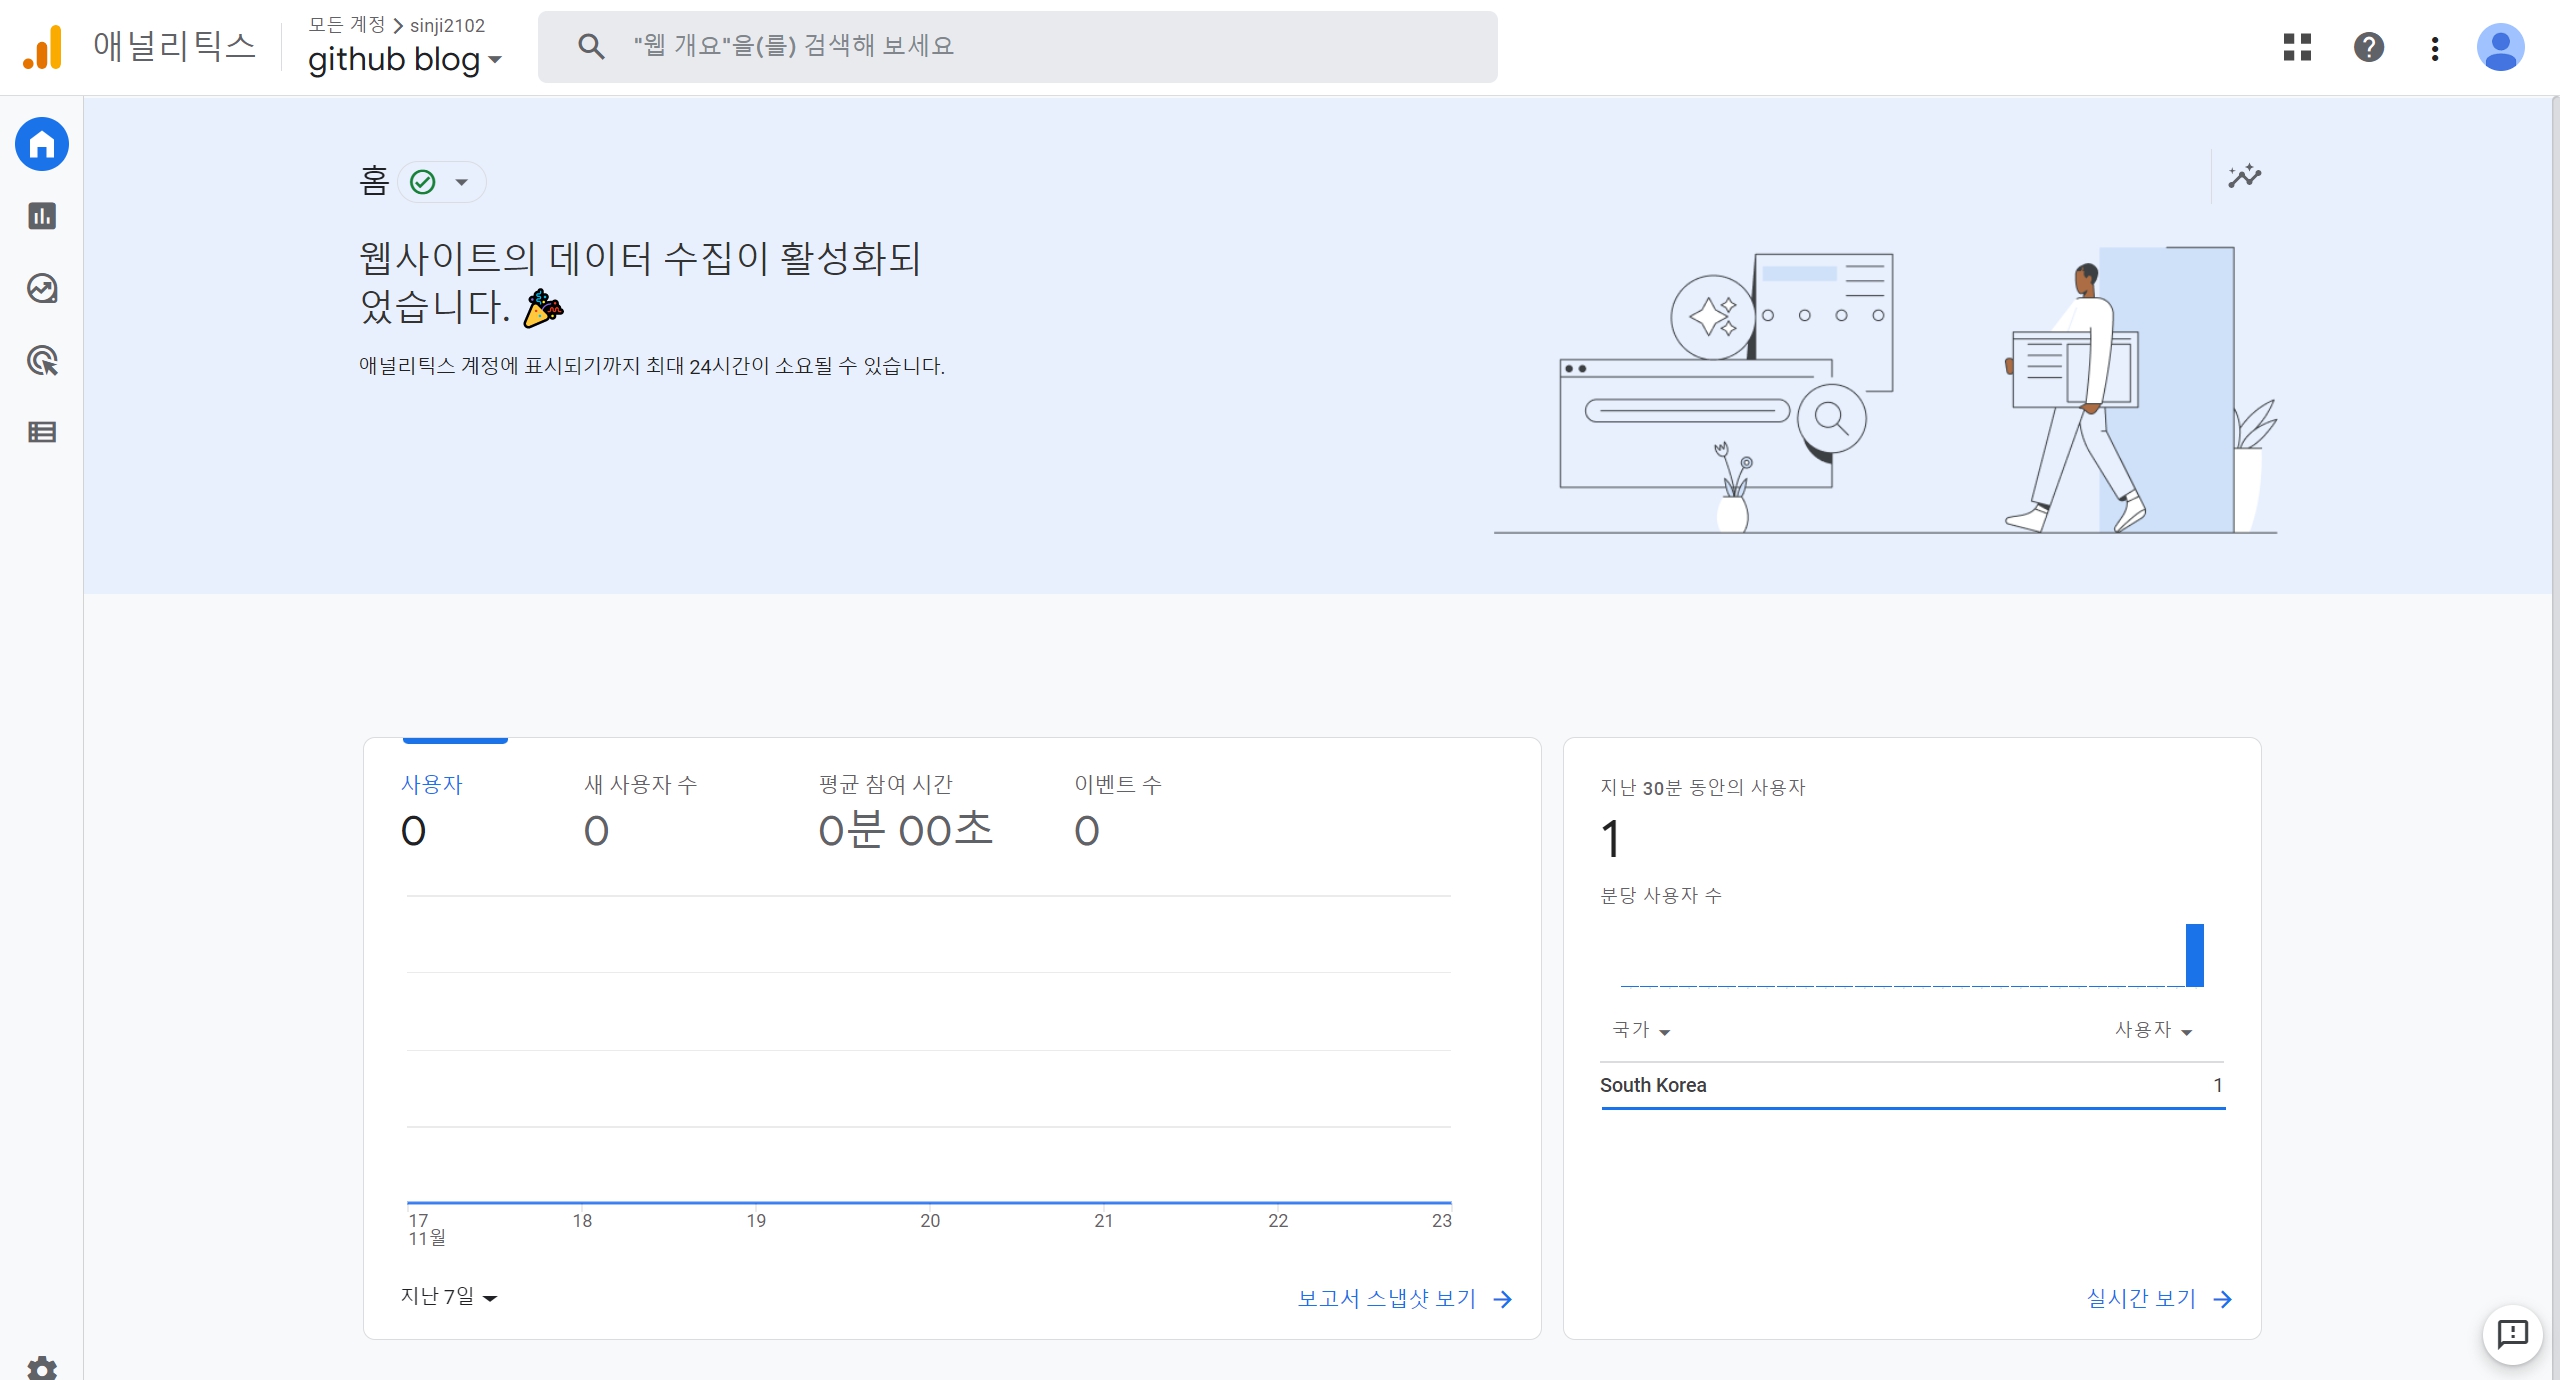 애널리틱스
모든 계정 > sinji2102
github blog
"웹 개요"을(를) 검색해 보세요
홈
웹사이트의 데이터 수집이 활성화되
었습니다. 🎉
애널리틱스 계정에 표시되기까지 최대 24시간이 소요될 수 있습니다.
사용자
0
새 사용자 수
0
평균 참여 시간
0분 00초
이벤트 수
0
17 18 19 20 21 22 23
11월
지난 7일
보고서 스냅샷 보기
지난 30분 동안의 사용자
1
분당 사용자 수
국가 사용자
South Korea 1
실시간 보기